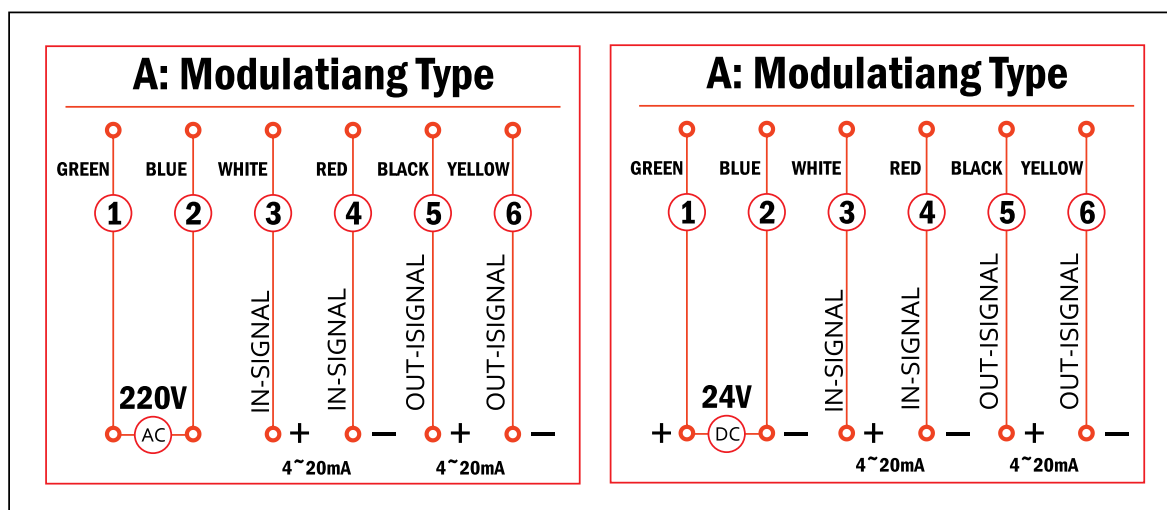 A: Modulatiang Type
GREEN BLUE WHITE RED BLACK YELLOW
1 2 3 4 5 6
IN-SIGNAL
IN-SIGNAL
OUT-ISIGNAL
OUT-ISIGNAL
220V
AC + — + —
4~20mA 4~20mA
A: Modulatiang Type
GREEN BLUE WHITE RED BLACK YELLOW
1 2 3 4 5 6
IN-SIGNAL
IN-SIGNAL
OUT-ISIGNAL
OUT-ISIGNAL
24V
+ DC — + — + —
4~20mA 4~20mA